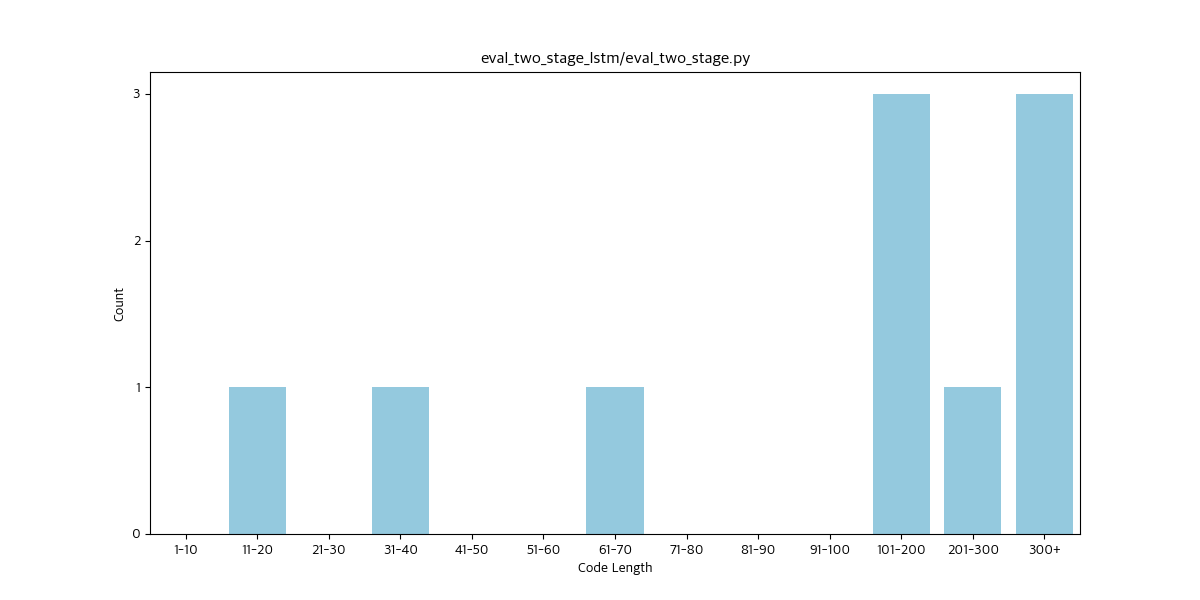 eval_two_stage_lstm/eval_two_stage.py
3
2
1
0
Count
1-10 11-20 21-30 31-40 41-50 51-60 61-70 71-80 81-90 91-100 101-200 201-300 300+
Code Length